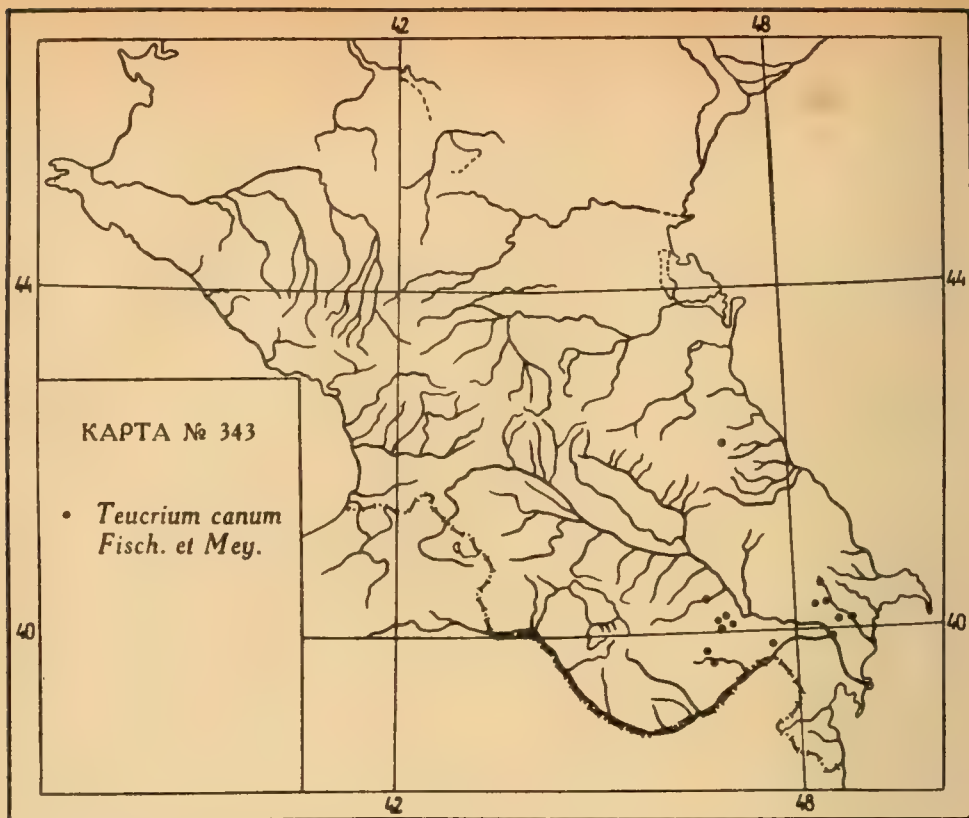 42 48
44 44
КАРТА № 343
• Teucrium canum
Fisch. et Mey.
40 40
42 48